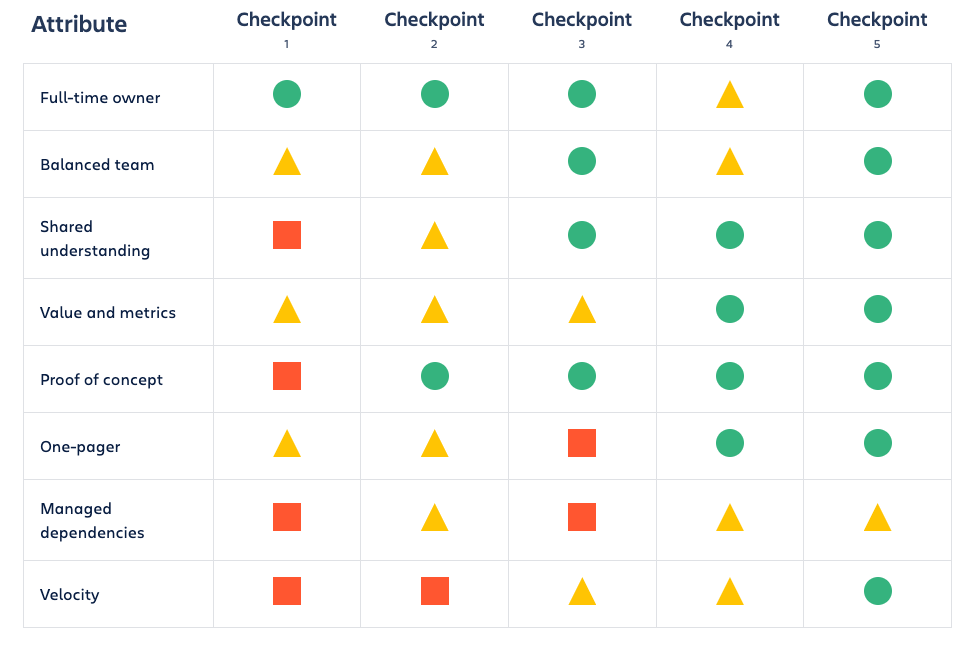 Attribute
Checkpoint
1
Checkpoint
2
Checkpoint
3
Checkpoint
4
Checkpoint
5
Full-time owner
Balanced team
Shared
understanding
Value and metrics
Proof of concept
One-pager
Managed
dependencies
Velocity